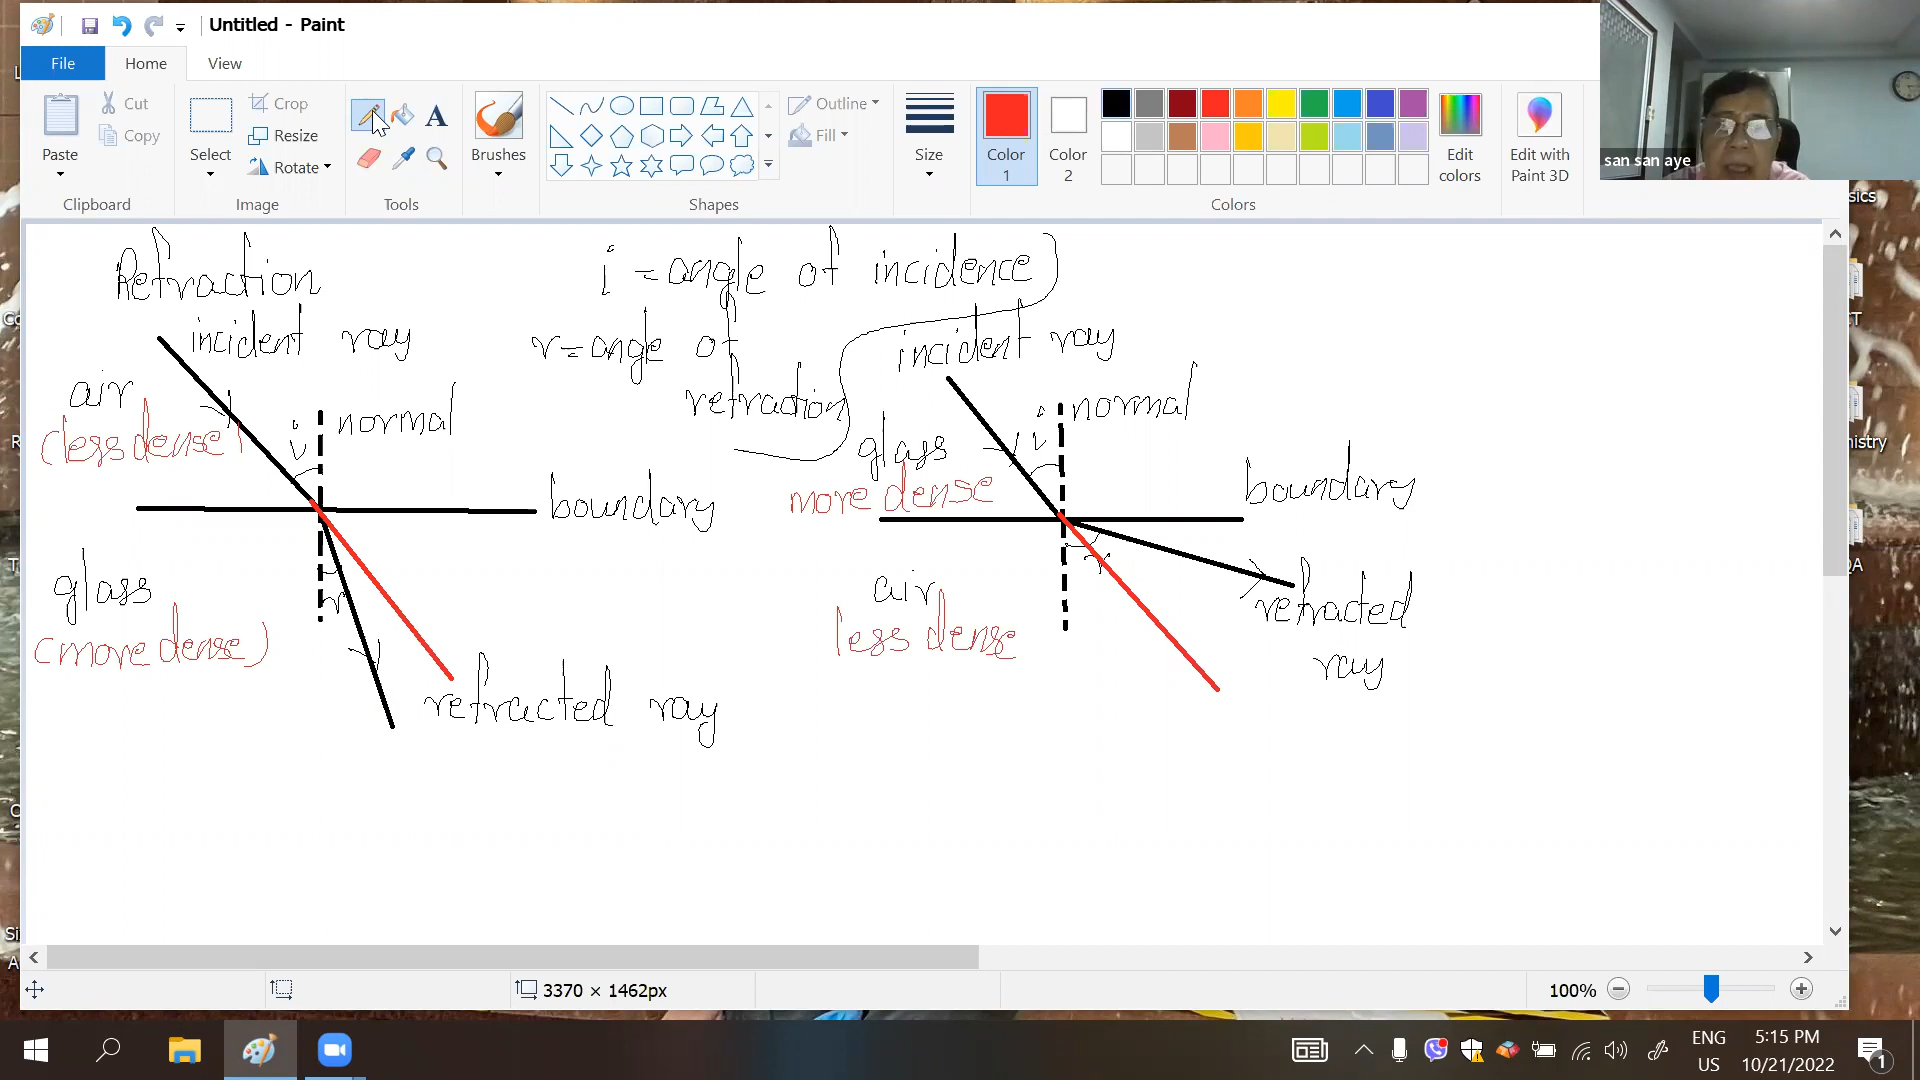 Untitled - Paint
File Home View
Paste
Cut
Copy
Clipboard
Select
Crop
Resize
Rotate
Image
Tools
Brushes
Shapes
Outline
Fill
Size
Color 1
Color 2
Edit colors
Edit with Paint 3D
Colors
san san aye
Refraction
incident ray
air
(less dense)
i
normal
boundary
glass
(more dense)
r
refracted ray
i = angle of incidence
r = angle of
refraction
incident ray
glass
more dense
i
normal
boundary
air
less dense
r
refracted
ray
3370 × 1462px
100%
ENG
US
5:15 PM
10/21/2022
1